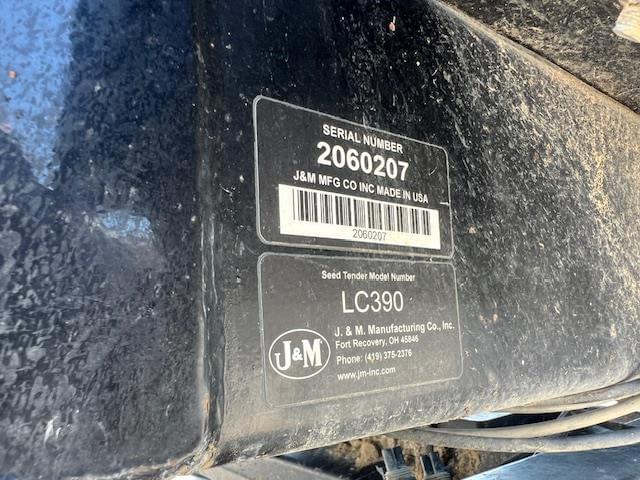 SERIAL NUMBER
2060207
J&M MFG CO INC MADE IN USA
2060207
Seed Tender Model Number
LC390
J&M
J. & M. Manufacturing Co., Inc.
Fort Recovery, OH 45846
Phone: (419) 375-2376
www.jm-inc.com